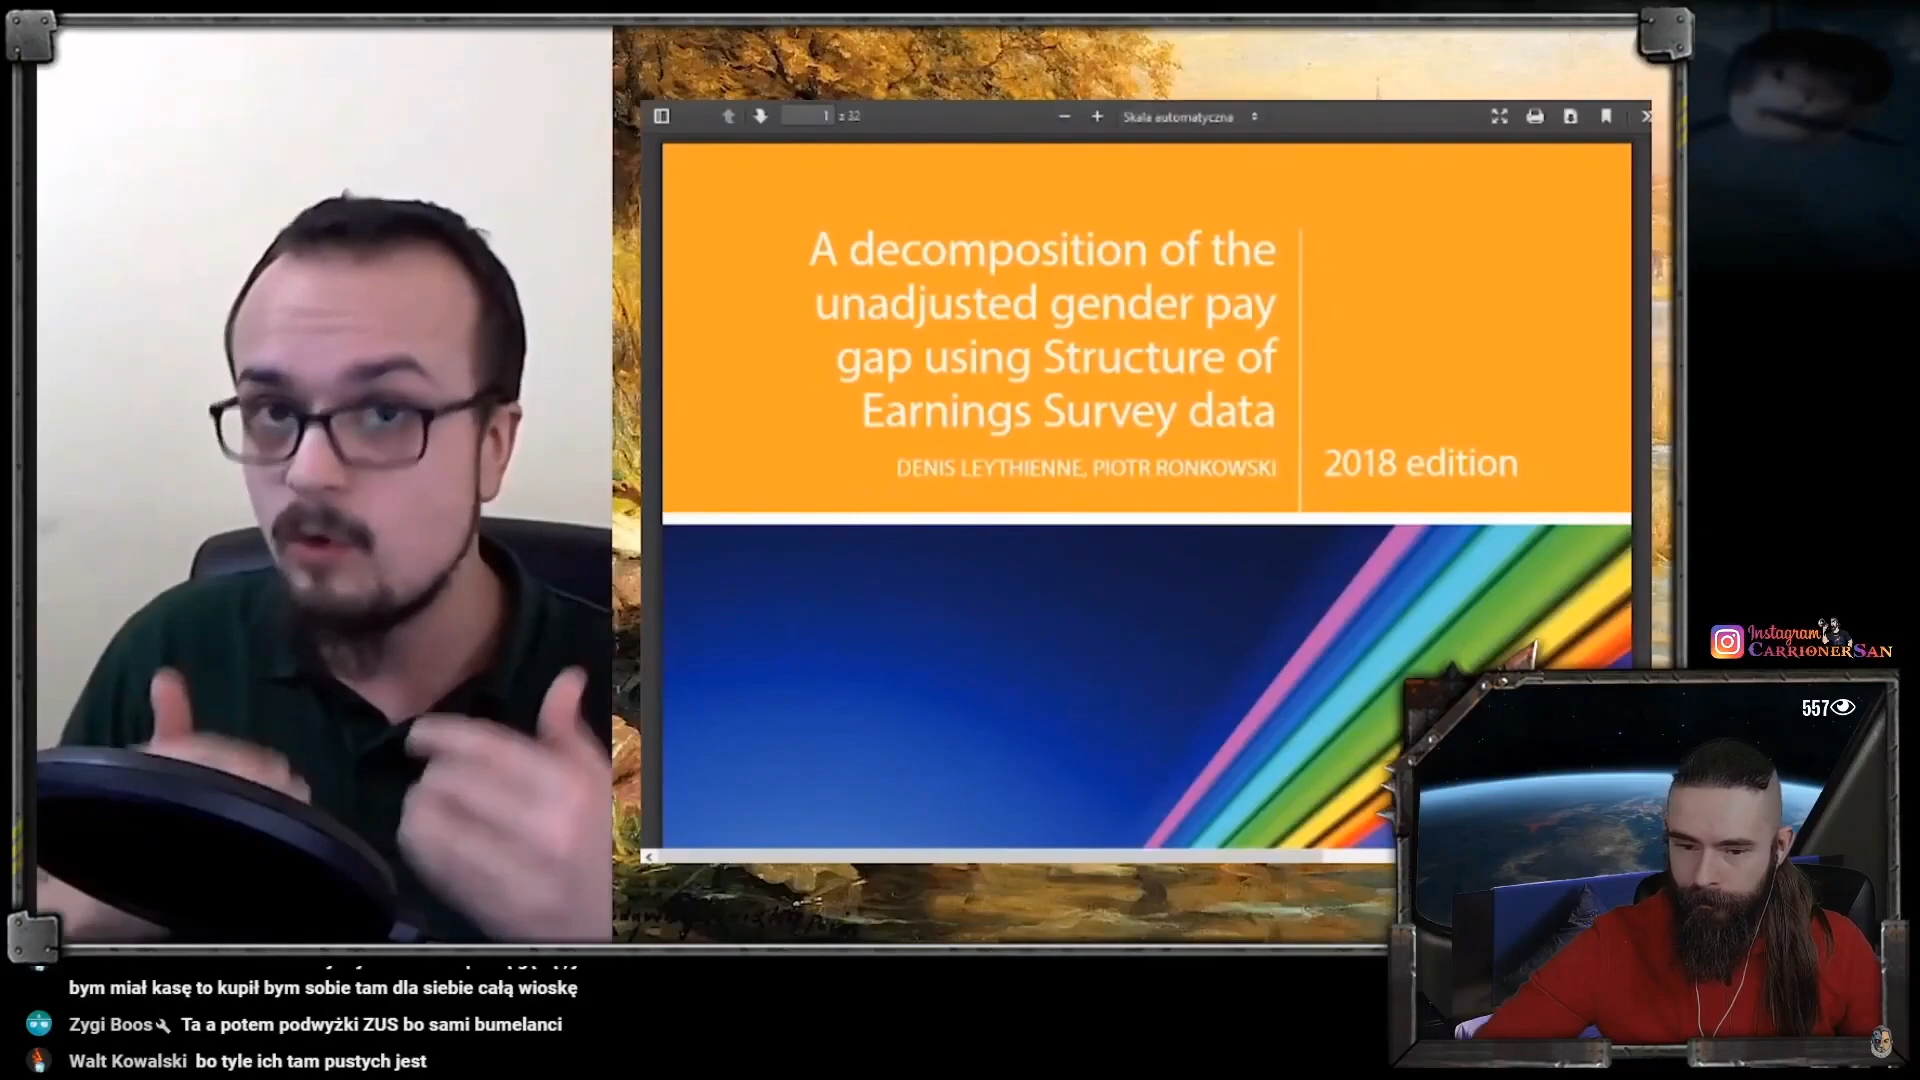 1 z 32
Skala automatyczna
A decomposition of the
unadjusted gender pay
gap using Structure of
Earnings Survey data
DENIS LEYTHIENNE, PIOTR RONKOWSKI
2018 edition
Instagram
CARRIONERSAN
557
bym miał kasę to kupił bym sobie tam dla siebie całą wioskę
Zygi Boos Ta a potem podwyżki ZUS bo sami bumelanci
Walt Kowalski bo tyle ich tam pustych jest